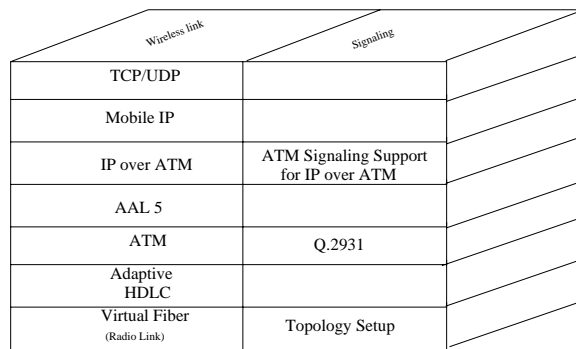 Wireless link
Signaling
TCP/UDP
Mobile IP
IP over ATM
ATM Signaling Support
for IP over ATM
AAL 5
ATM
Q.2931
Adaptive
HDLC
Virtual Fiber
(Radio Link)
Topology Setup